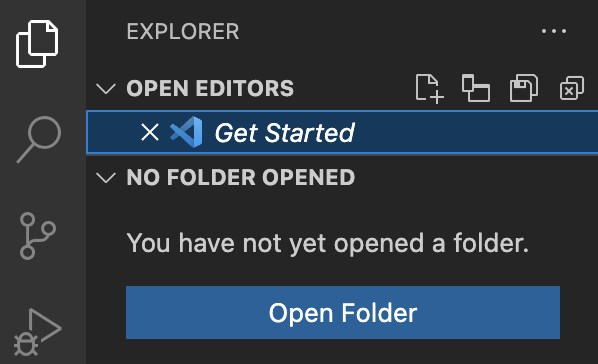 EXPLORER
OPEN EDITORS
Get Started
NO FOLDER OPENED
You have not yet opened a folder.
Open Folder